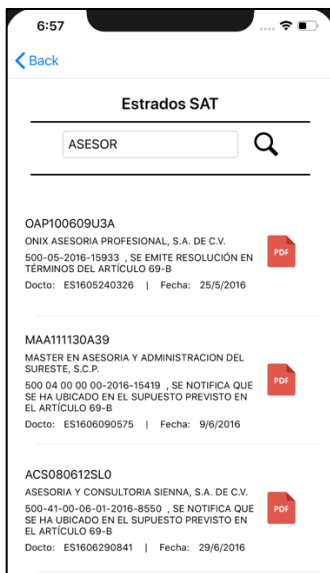 6:57
Back
Estrados SAT
ASESOR
OAP100609U3A
ONIX ASESORIA PROFESIONAL, S.A. DE C.V.
500-05-2016-15933 , SE EMITE RESOLUCIÓN EN
TÉRMINOS DEL ARTÍCULO 69-B
PDF
Docto: ES1605240326 | Fecha: 25/5/2016
MAA111130A39
MASTER EN ASESORIA Y ADMINISTRACION DEL
SURESTE, S.C.P.
500 04 00 00 00-2016-15419 , SE NOTIFICA QUE
SE HA UBICADO EN EL SUPUESTO PREVISTO EN
EL ARTÍCULO 69-B
PDF
Docto: ES1606090575 | Fecha: 9/6/2016
ACS080612SL0
ASESORIA Y CONSULTORIA SIENNA, S.A. DE C.V.
500-41-00-06-01-2016-8550 , SE NOTIFICA QUE
SE HA UBICADO EN EL SUPUESTO PREVISTO EN
EL ARTÍCULO 69-B
PDF
Docto: ES1606290841 | Fecha: 29/6/2016